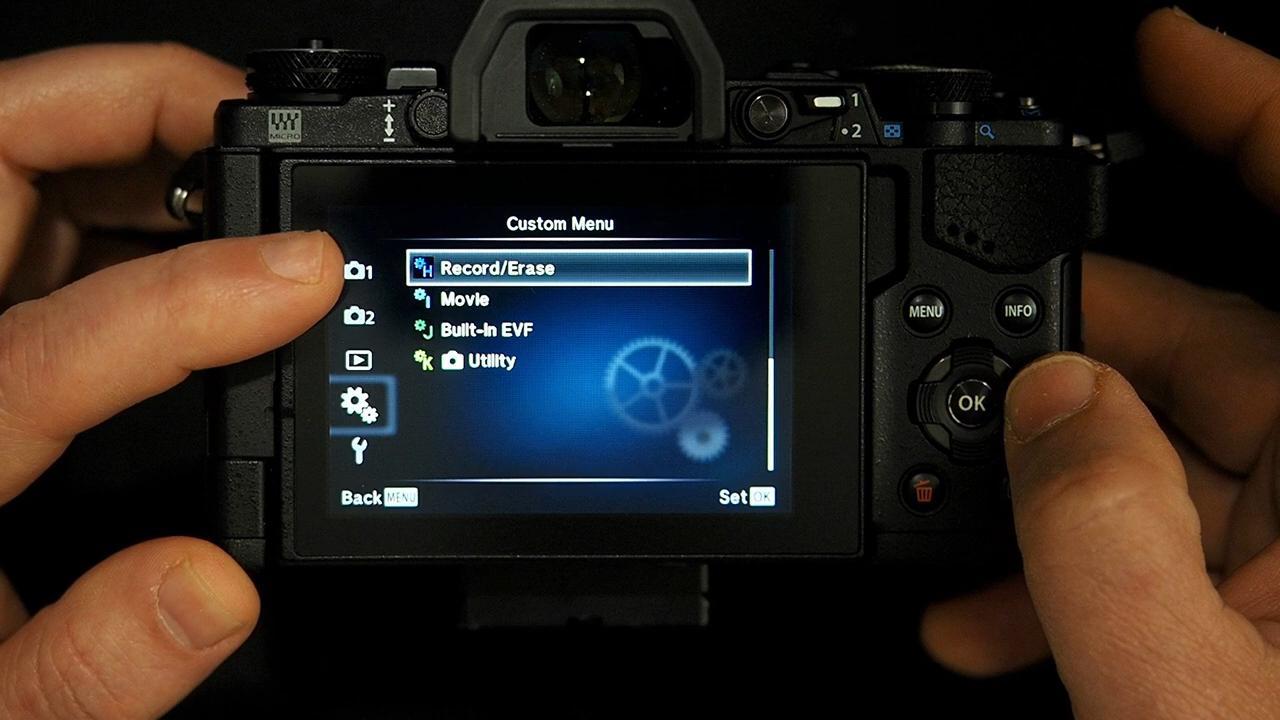 MICRO
+
-
1
2
Custom Menu
1
H Record/Erase
I Movie
2
J Built-in EVF
K Utility
Back MENU
Set OK
MENU
INFO
OK